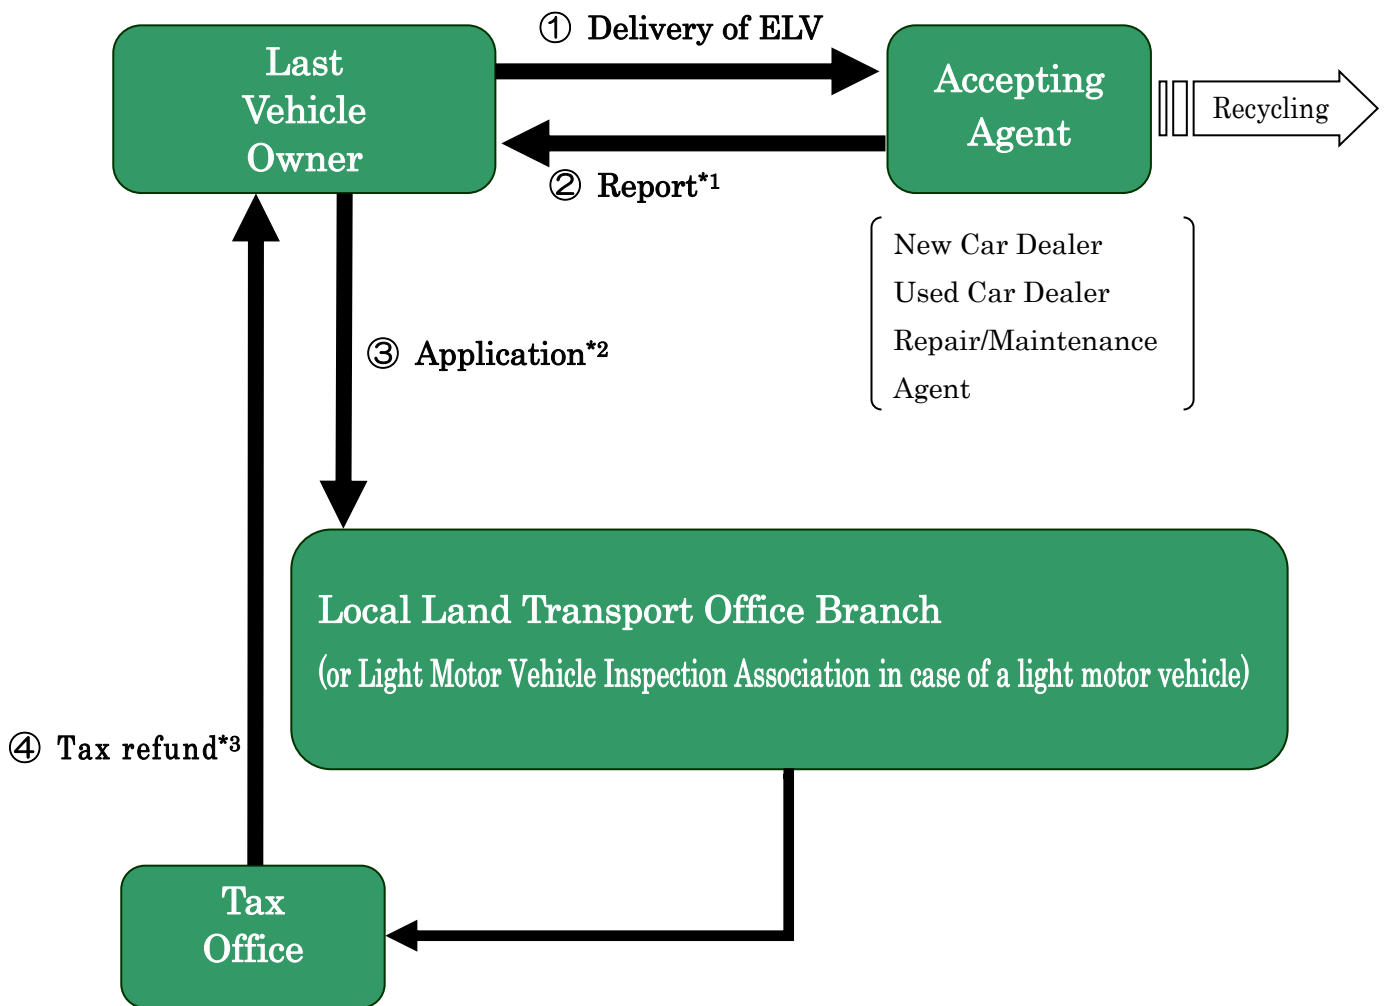 ① Delivery of ELV
Last
Vehicle
Owner
Accepting
Agent
Recycling
② Report*1
New Car Dealer
Used Car Dealer
Repair/Maintenance
Agent
③ Application*2
Local Land Transport Office Branch
(or Light Motor Vehicle Inspection Association in case of a light motor vehicle)
④ Tax refund*3
Tax
Office